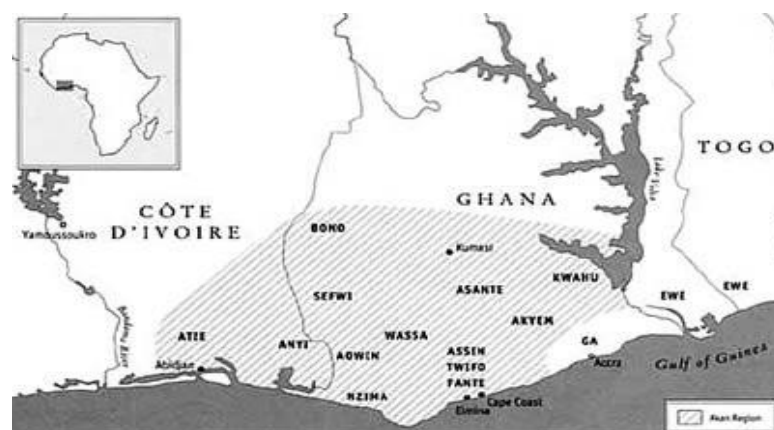 TOGO
GHANA
CÔTE
D'IVOIRE
Yamoussoukro
BONO
Kumasi
KWAHU
SEFWI
ASANTE
EWE
EWE
AKYEM
ATIE
ANYI
WASSA
AOWIN
ASSIN
TWIFO
FANTE
GA
Accra
Gulf of Guinea
Abidjan
NZIMA
Elmina
Cape Coast
Akan Region